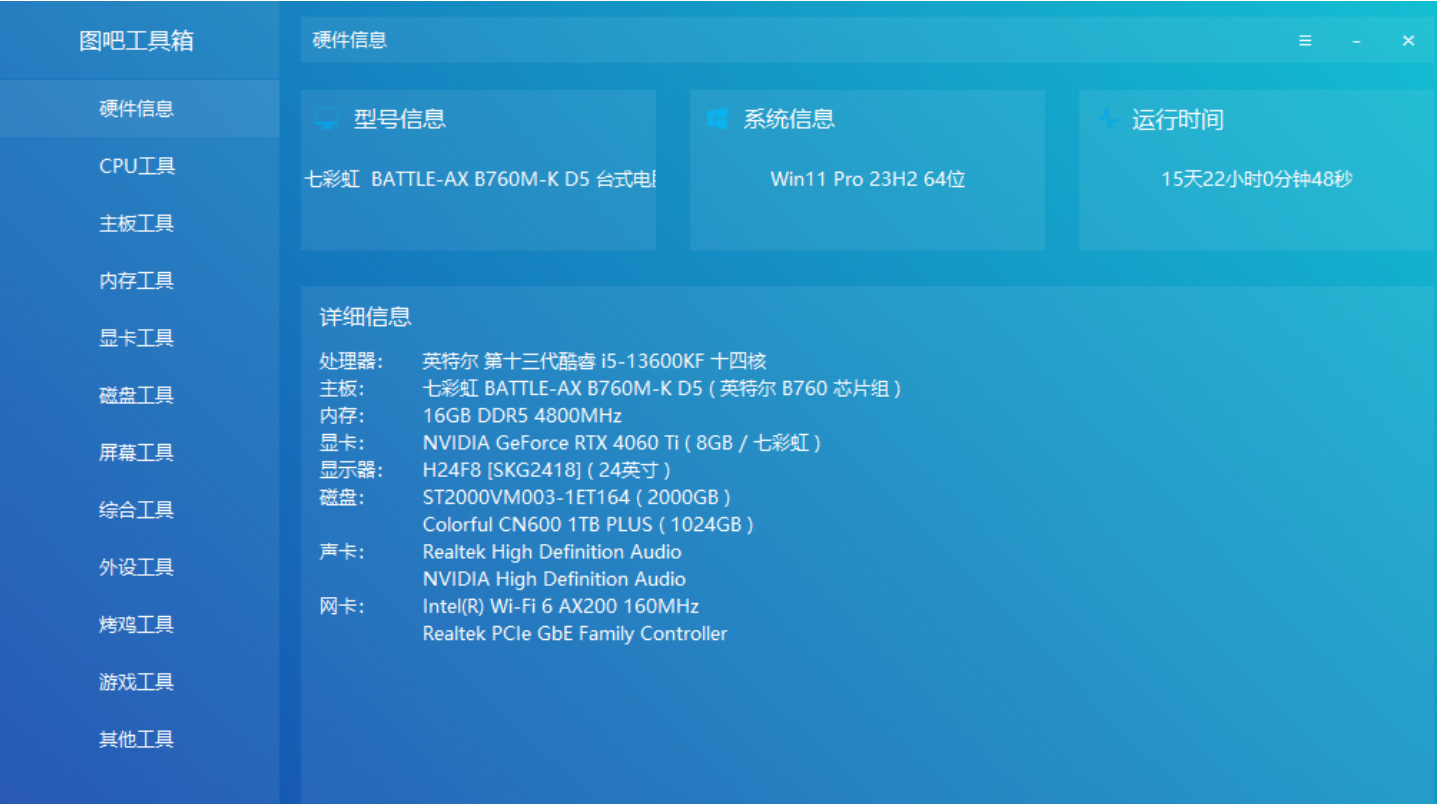 图吧工具箱
硬件信息
CPU工具
主板工具
内存工具
显卡工具
磁盘工具
屏幕工具
综合工具
外设工具
烤鸡工具
游戏工具
其他工具
硬件信息
型号信息
七彩虹 BATTLE-AX B760M-K D5 台式电
系统信息
Win11 Pro 23H2 64位
运行时间
15天22小时0分钟48秒
详细信息
处理器: 英特尔 第十三代酷睿 i5-13600KF 十四核
主板: 七彩虹 BATTLE-AX B760M-K D5 ( 英特尔 B760 芯片组 )
内存: 16GB DDR5 4800MHz
显卡: NVIDIA GeForce RTX 4060 Ti ( 8GB / 七彩虹 )
显示器: H24F8 [SKG2418] ( 24英寸 )
磁盘: ST2000VM003-1ET164 ( 2000GB )
Colorful CN600 1TB PLUS ( 1024GB )
声卡: Realtek High Definition Audio
NVIDIA High Definition Audio
网卡: Intel(R) Wi-Fi 6 AX200 160MHz
Realtek PCIe GbE Family Controller